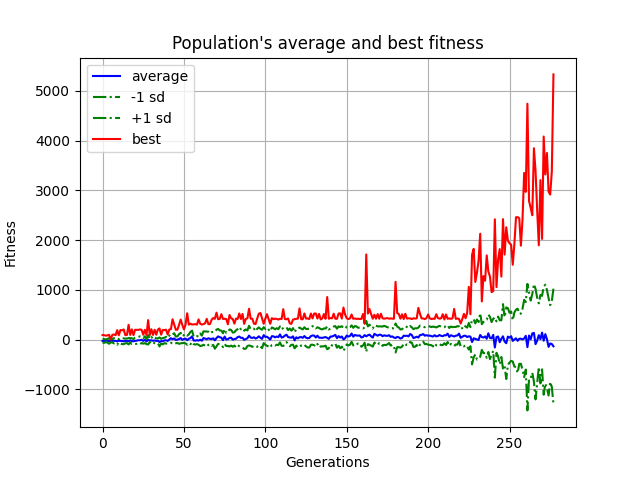 Population's average and best fitness
average
-1 sd
+1 sd
best
5000
4000
3000
2000
1000
0
−1000
Fitness
0 50 100 150 200 250
Generations